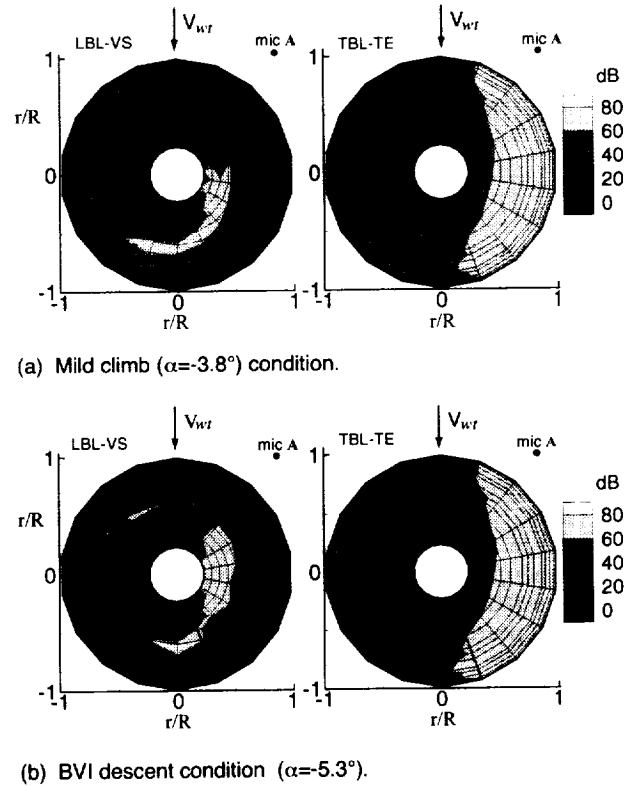 V_wt
V_wt
LBL-VS
mic A
TBL-TE
mic A
1
1
dB
80
60
40
20
0
r/R
0
0
-1
-1
-1
0
1
-1
0
1
r/R
r/R
(a) Mild climb (α=-3.8°) condition.
V_wt
V_wt
LBL-VS
mic A
TBL-TE
mic A
1
1
dB
80
60
40
20
0
r/R
0
0
-1
-1
-1
0
1
-1
0
1
r/R
r/R
(b) BVI descent condition (α=-5.3°).